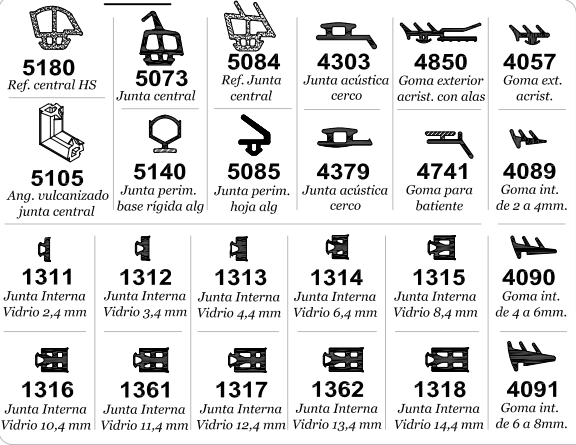 5180
Ref. central HS
5073
Junta central
5084
Ref. Junta
central
4303
Junta acústica
cerco
4850
Goma exterior
acrist. con alas
4057
Goma ext.
acrist.
5105
Ang. vulcanizado
junta central
5140
Junta perim.
base rígida alg
5085
Junta perim.
hoja alg
4379
Junta acústica
cerco
4741
Goma para
batiente
4089
Goma int.
de 2 a 4mm.
1311
Junta Interna
Vidrio 2,4 mm
1312
Junta Interna
Vidrio 3,4 mm
1313
Junta Interna
Vidrio 4,4 mm
1314
Junta Interna
Vidrio 6,4 mm
1315
Junta Interna
Vidrio 8,4 mm
4090
Goma int.
de 4 a 6mm.
1316
Junta Interna
Vidrio 10,4 mm
1361
Junta Interna
Vidrio 11,4 mm
1317
Junta Interna
Vidrio 12,4 mm
1362
Junta Interna
Vidrio 13,4 mm
1318
Junta Interna
Vidrio 14,4 mm
4091
Goma int.
de 6 a 8mm.